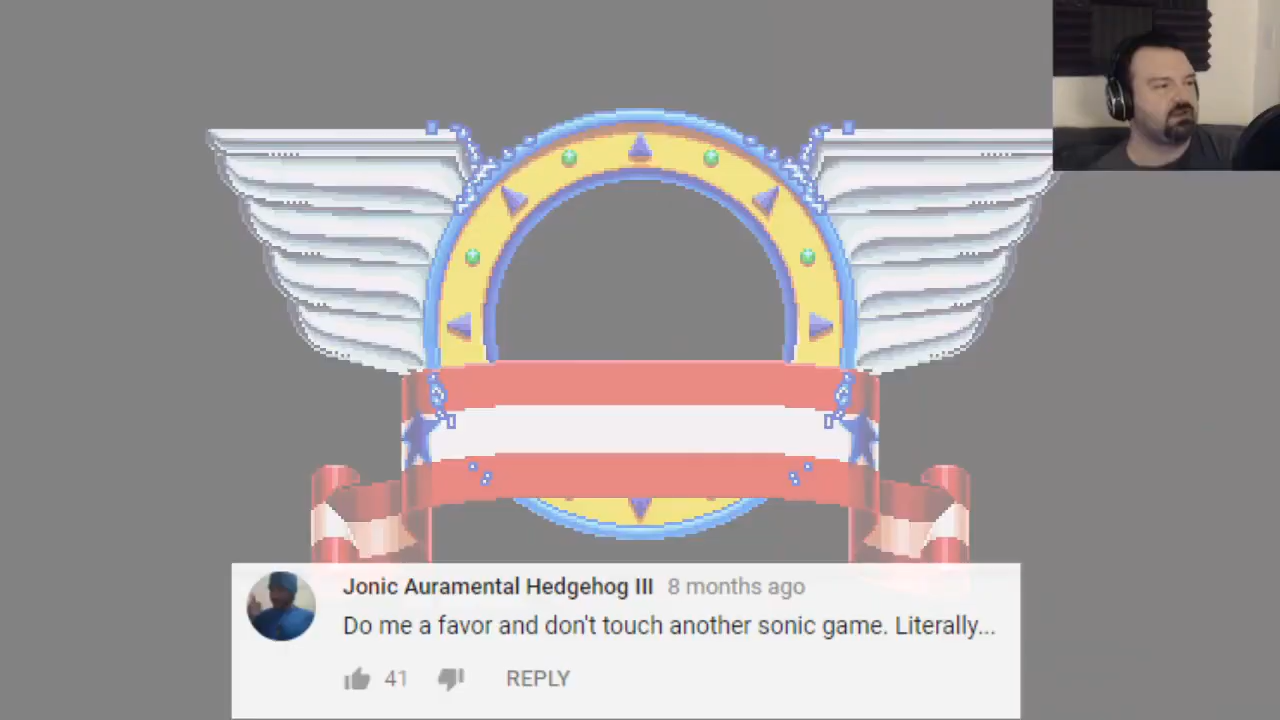 Jonic Auramental Hedgehog III 8 months ago
Do me a favor and don't touch another sonic game. Literally...
41 REPLY